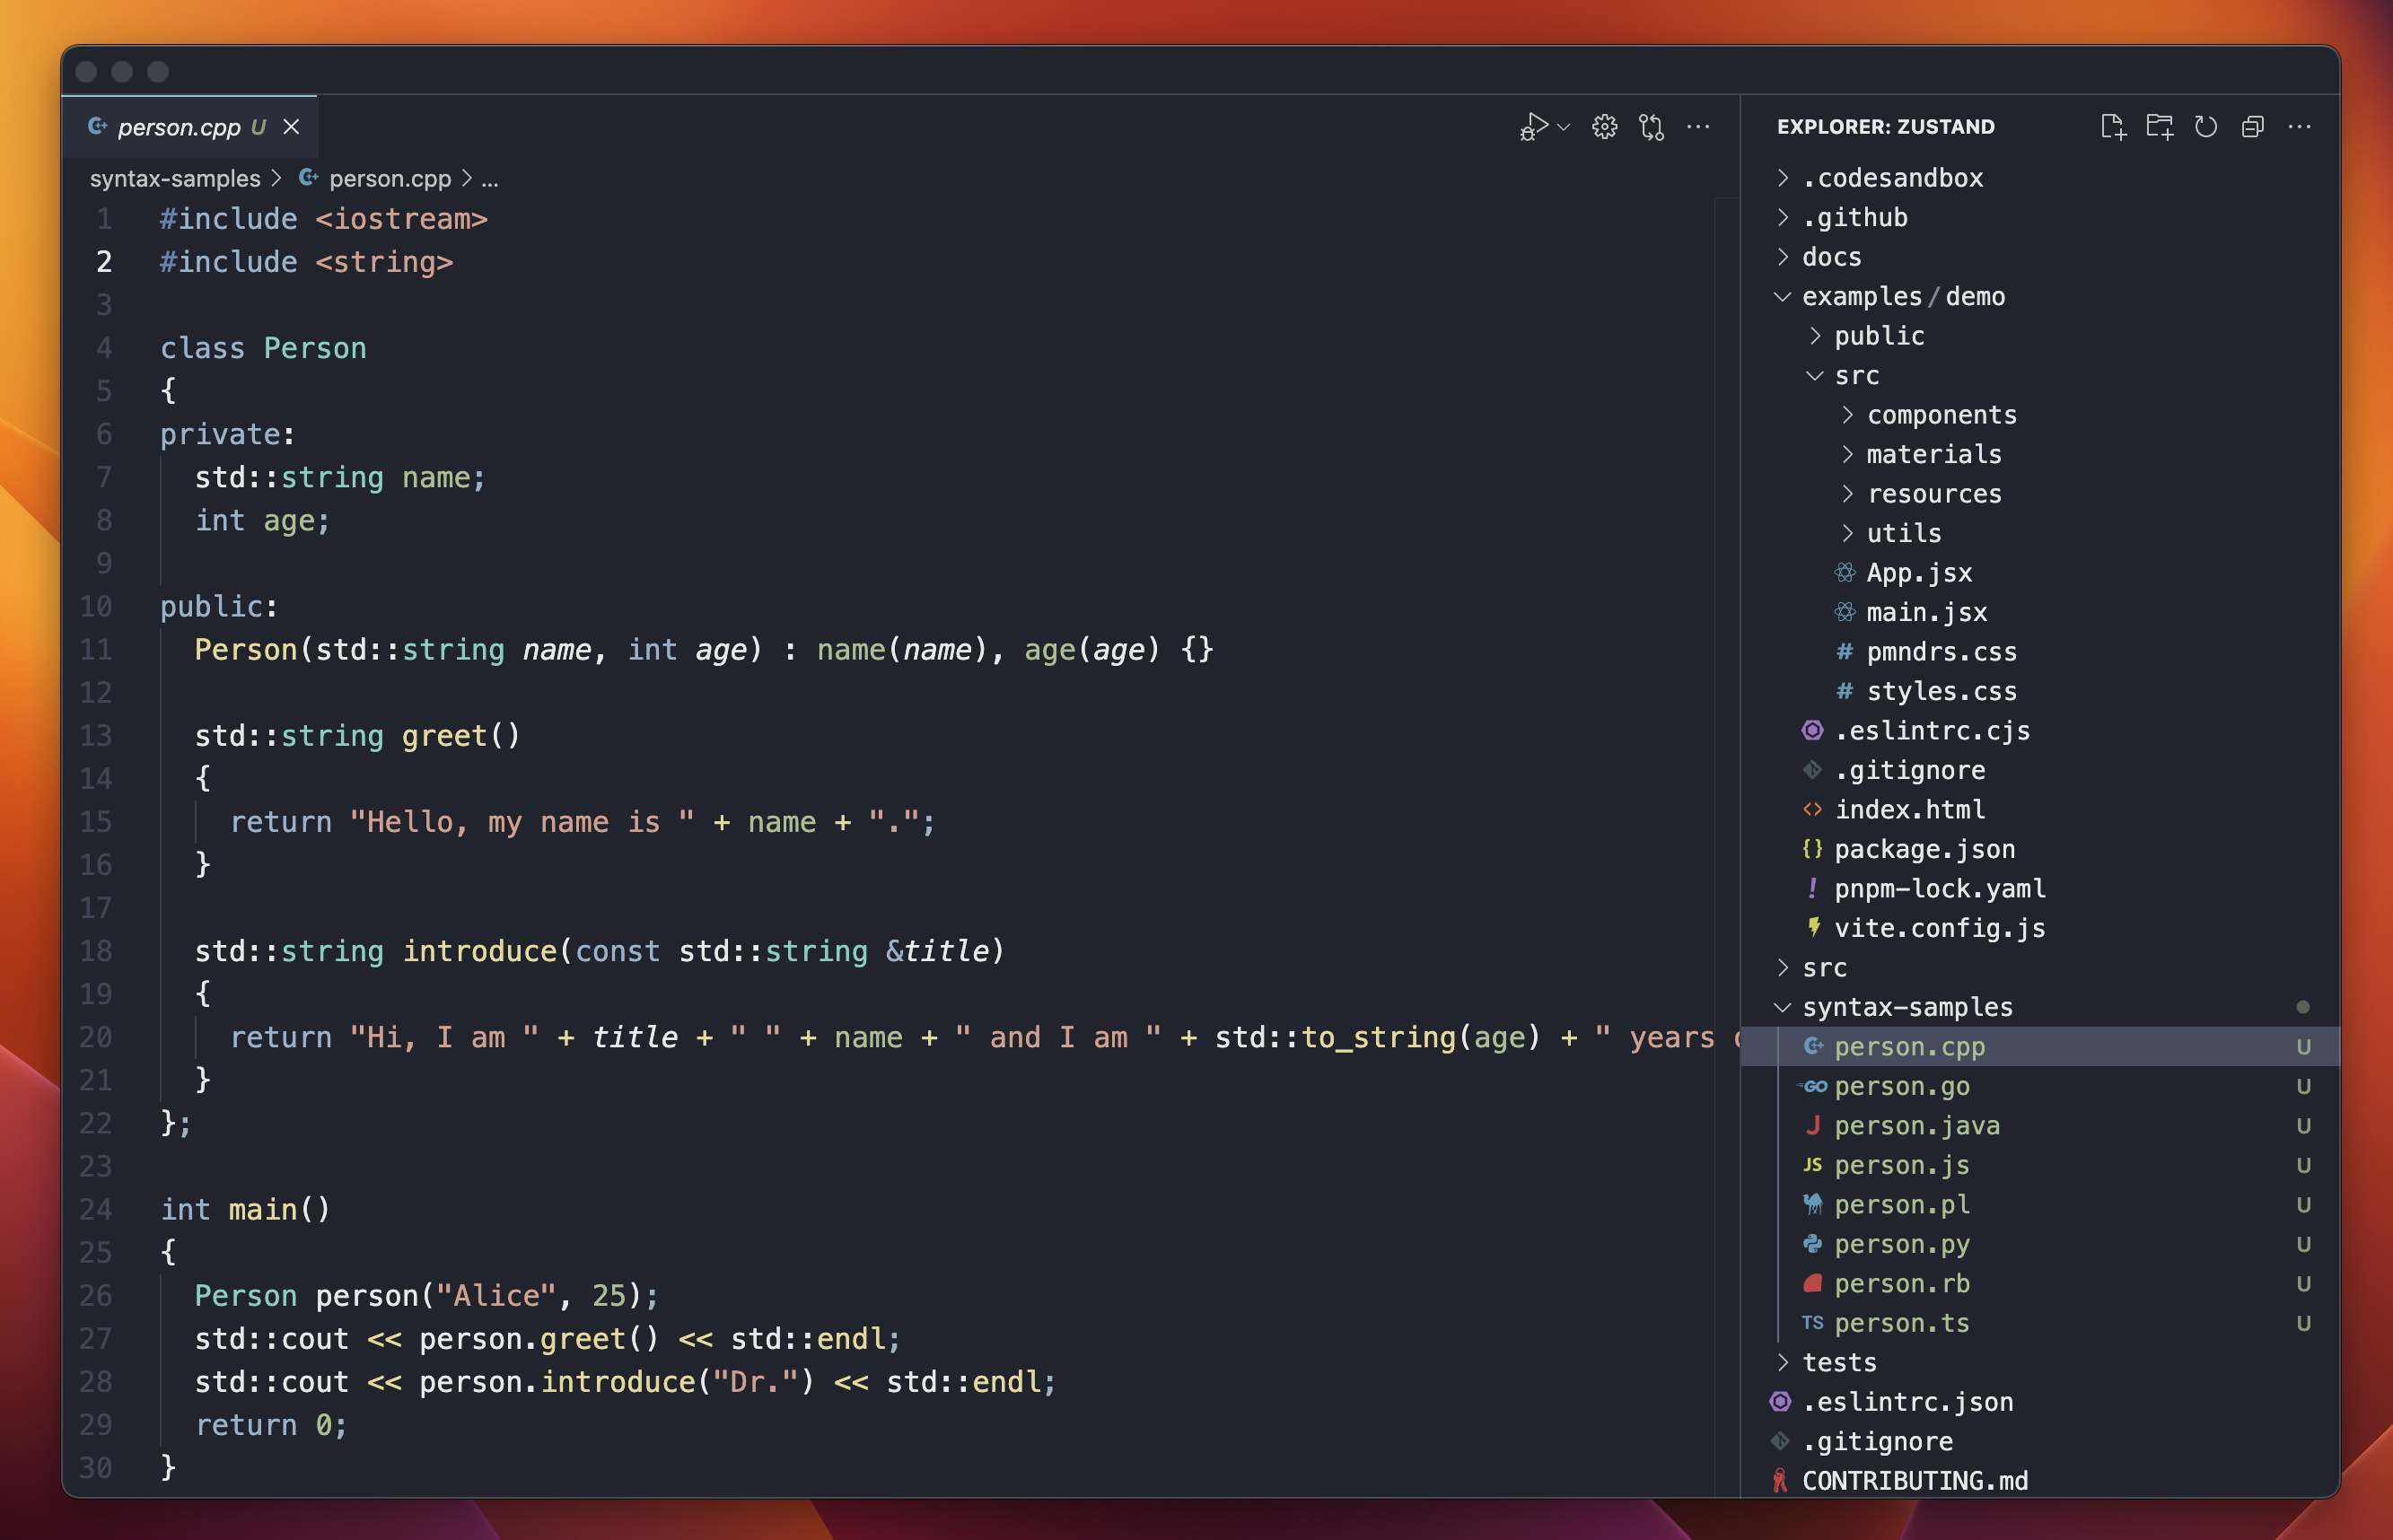 person.cpp U
syntax-samples > person.cpp > ...
1 #include <iostream>
2 #include <string>
3
4 class Person
5 {
6 private:
7 std::string name;
8 int age;
9
10 public:
11 Person(std::string name, int age) : name(name), age(age) {}
12
13 std::string greet()
14 {
15 return "Hello, my name is " + name + ".";
16 }
17
18 std::string introduce(const std::string &title)
19 {
20 return "Hi, I am " + title + " " + name + " and I am " + std::to_string(age) + " years
21 }
22 };
23
24 int main()
25 {
26 Person person("Alice", 25);
27 std::cout << person.greet() << std::endl;
28 std::cout << person.introduce("Dr.") << std::endl;
29 return 0;
30 }
EXPLORER: ZUSTAND
.codesandbox
.github
docs
examples/demo
public
src
components
materials
resources
utils
App.jsx
main.jsx
# pmndrs.css
# styles.css
.eslintrc.cjs
.gitignore
<> index.html
{} package.json
! pnpm-lock.yaml
vite.config.js
src
syntax-samples
person.cpp U
GO person.go U
J person.java U
JS person.js U
person.pl U
person.py U
person.rb U
TS person.ts U
tests
.eslintrc.json
.gitignore
CONTRIBUTING.md